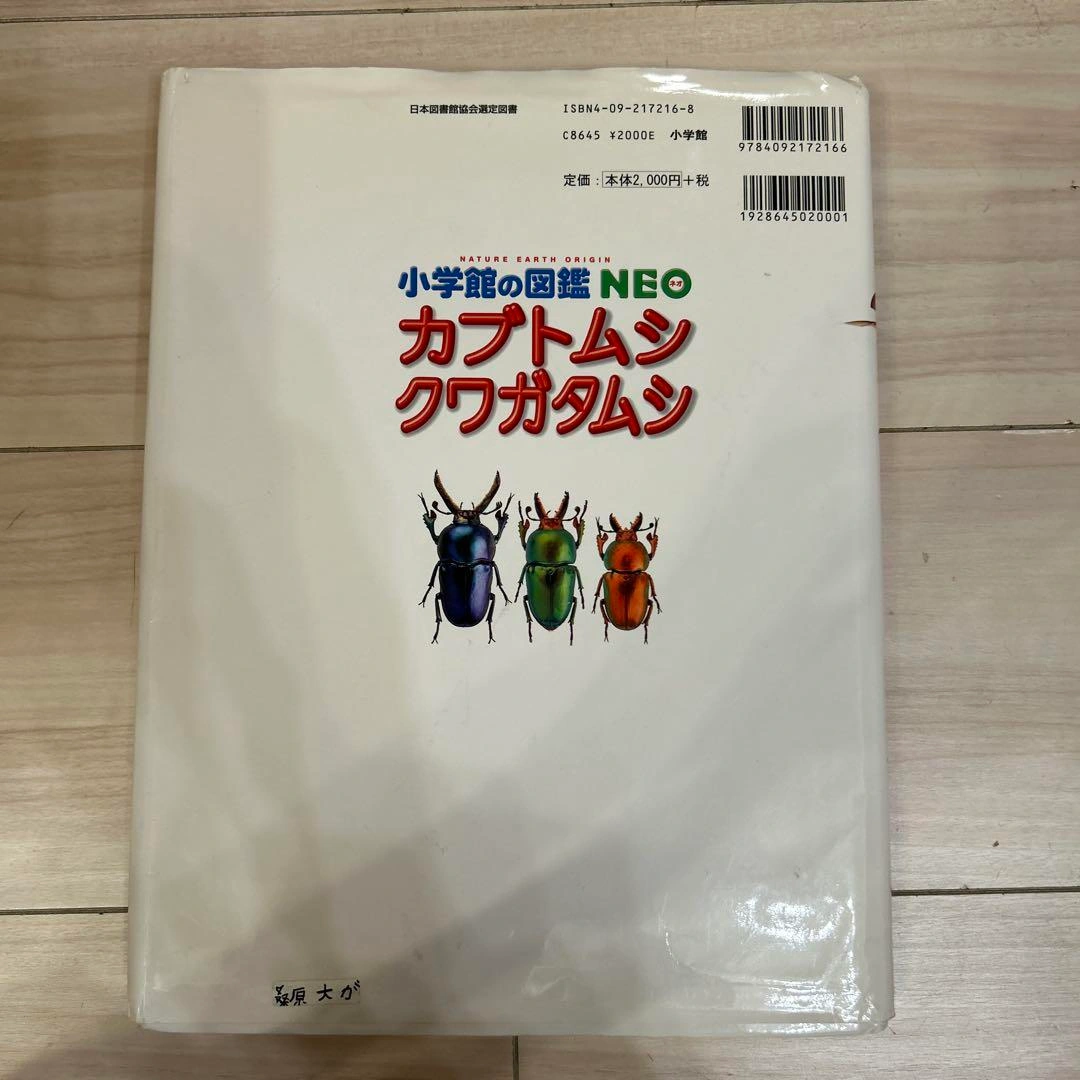 日本図書館協会選定図書
ISBN4-09-217216-8
C8645 ¥2000E 小学館
9784092172166
定価：本体2,000円+税
1928645020001
NATURE EARTH ORIGIN
小学館の図鑑 NEO ネオ
カブトムシ
クワガタムシ
桑原大が